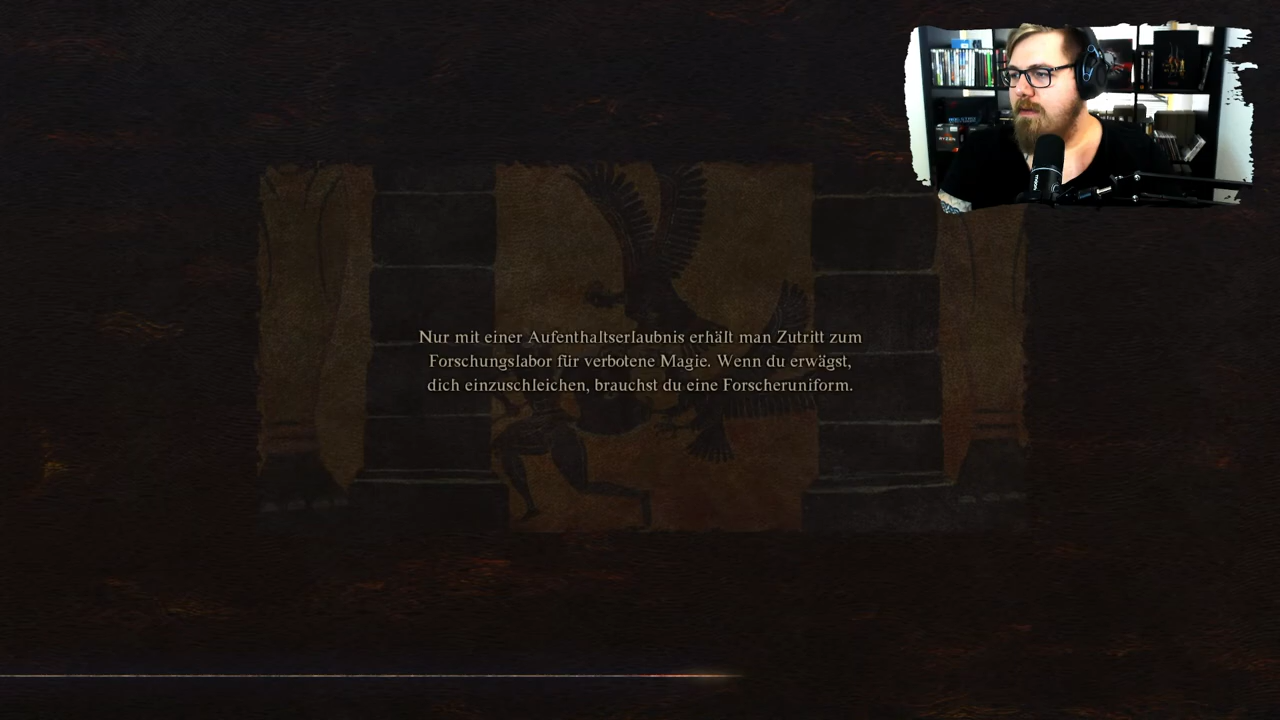 Nur mit einer Aufenthaltserlaubnis erhält man Zutritt zum
Forschungslabor für verbotene Magie. Wenn du erwägst,
dich einzuschleichen, brauchst du eine Forscheruniform.